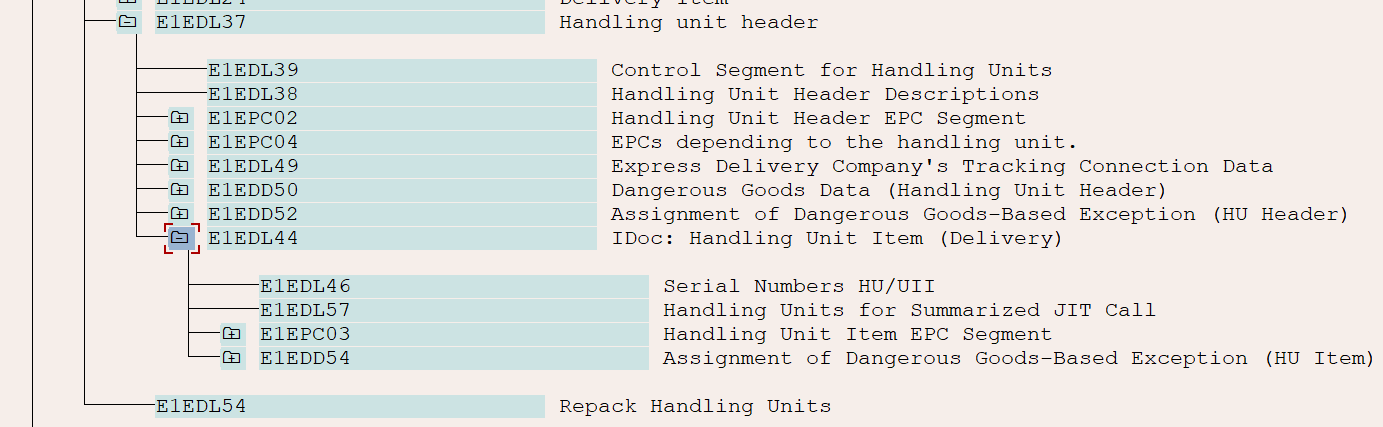 E1EDL24 Delivery item
E1EDL37 Handling unit header
E1EDL39 Control Segment for Handling Units
E1EDL38 Handling Unit Header Descriptions
E1EPC02 Handling Unit Header EPC Segment
E1EPC04 EPCs depending to the handling unit.
E1EDL49 Express Delivery Company's Tracking Connection Data
E1EDD50 Dangerous Goods Data (Handling Unit Header)
E1EDD52 Assignment of Dangerous Goods-Based Exception (HU Header)
E1EDL44 IDoc: Handling Unit Item (Delivery)
E1EDL46 Serial Numbers HU/UII
E1EDL57 Handling Units for Summarized JIT Call
E1EPC03 Handling Unit Item EPC Segment
E1EDD54 Assignment of Dangerous Goods-Based Exception (HU Item)
E1EDL54 Repack Handling Units